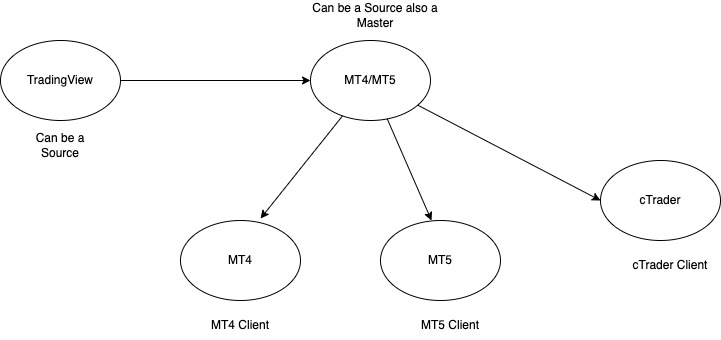 Can be a Source also a
Master
TradingView
MT4/MT5
Can be a
Source
cTrader
MT4
MT5
cTrader Client
MT4 Client
MT5 Client